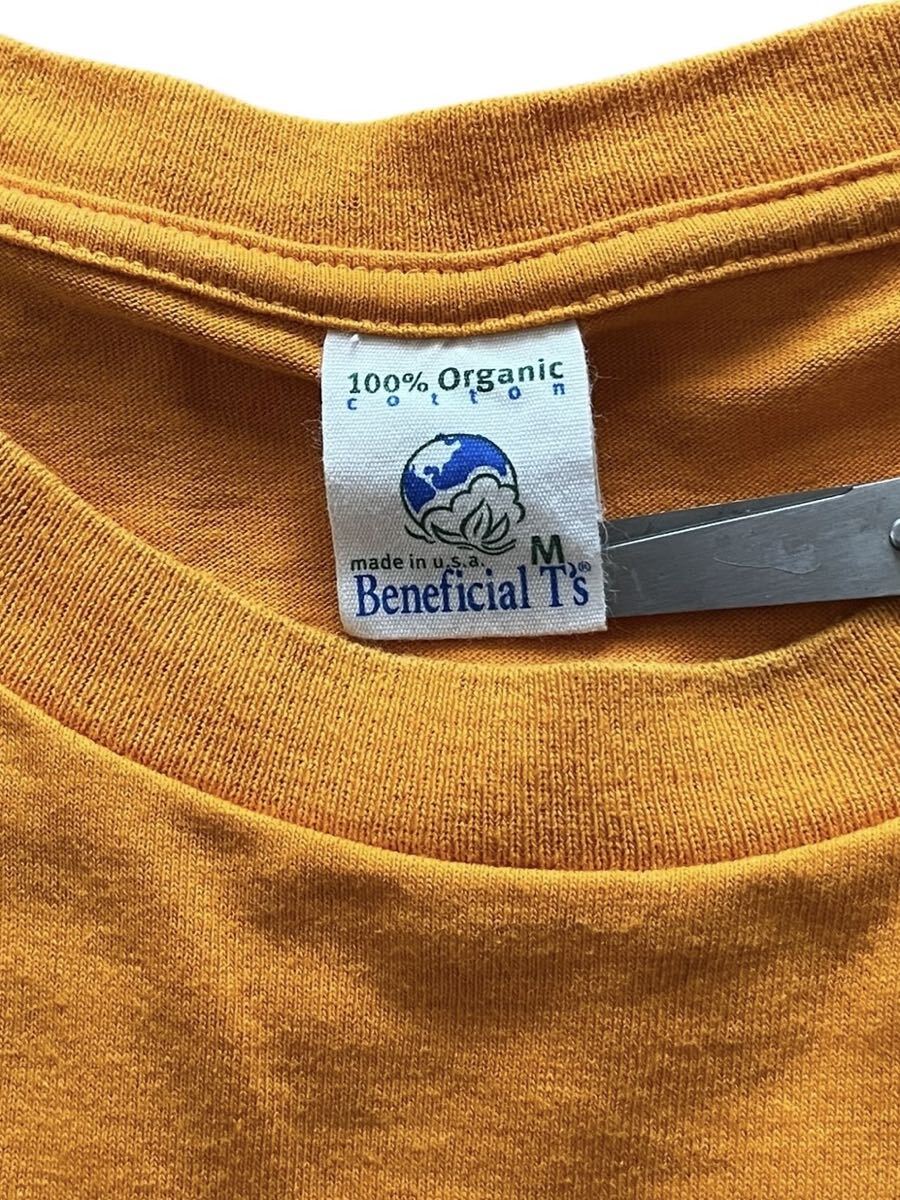 100% Organic
cotton
M
made in u.s.a.
Beneficial T's®